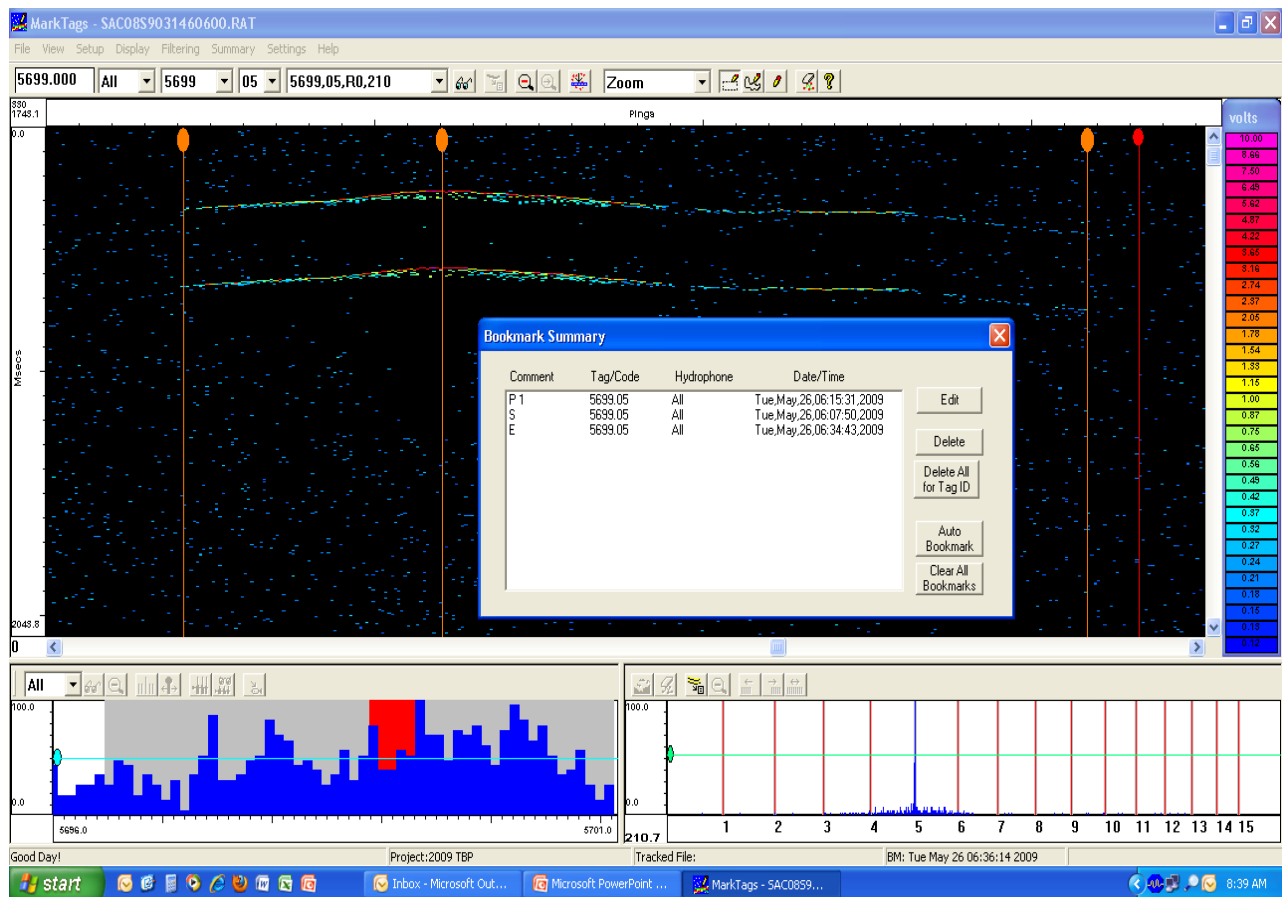 MarkTags - SAC08S9031460600.RAT
File View Setup Display Filtering Summary Settings Help
5699.000 All 5699 05 5699,05,R0,210 Zoom
880
1743.1
Pings
0.0
Msecs
2043.8
0
volts
10.00
8.66
7.50
6.49
5.62
4.87
4.22
3.65
3.16
2.74
2.37
2.05
1.78
1.54
1.33
1.15
1.00
0.87
0.75
0.65
0.56
0.49
0.42
0.37
0.32
0.27
0.24
0.21
0.18
0.15
0.13
0.12
Bookmark Summary
Comment Tag/Code Hydrophone Date/Time
P 1 5699.05 All Tue,May,26,06:15:31,2009
S 5699.05 All Tue,May,26,06:07:50,2009
E 5699.05 All Tue,May,26,06:34:43,2009
Edit
Delete
Delete All
for Tag ID
Auto
Bookmark
Clear All
Bookmarks
All
100.0
0.0
5696.0 5701.0
100.0
0.0
210.7
1 2 3 4 5 6 7 8 9 10 11 12 13 14 15
Good Day! Project:2009 TBP Tracked File: BM: Tue May 26 06:36:14 2009
start Inbox - Microsoft Out... Microsoft PowerPoint ... MarkTags - SAC08S9... 8:39 AM